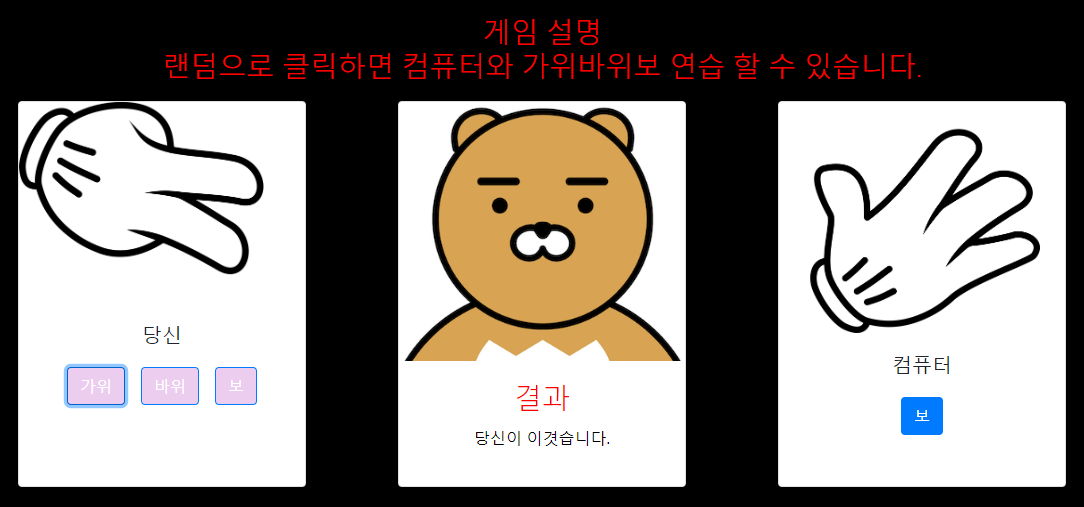 게임 설명
랜덤으로 클릭하면 컴퓨터와 가위바위보 연습 할 수 있습니다.
당신
가위 바위 보
결과
당신이 이겻습니다.
컴퓨터
보